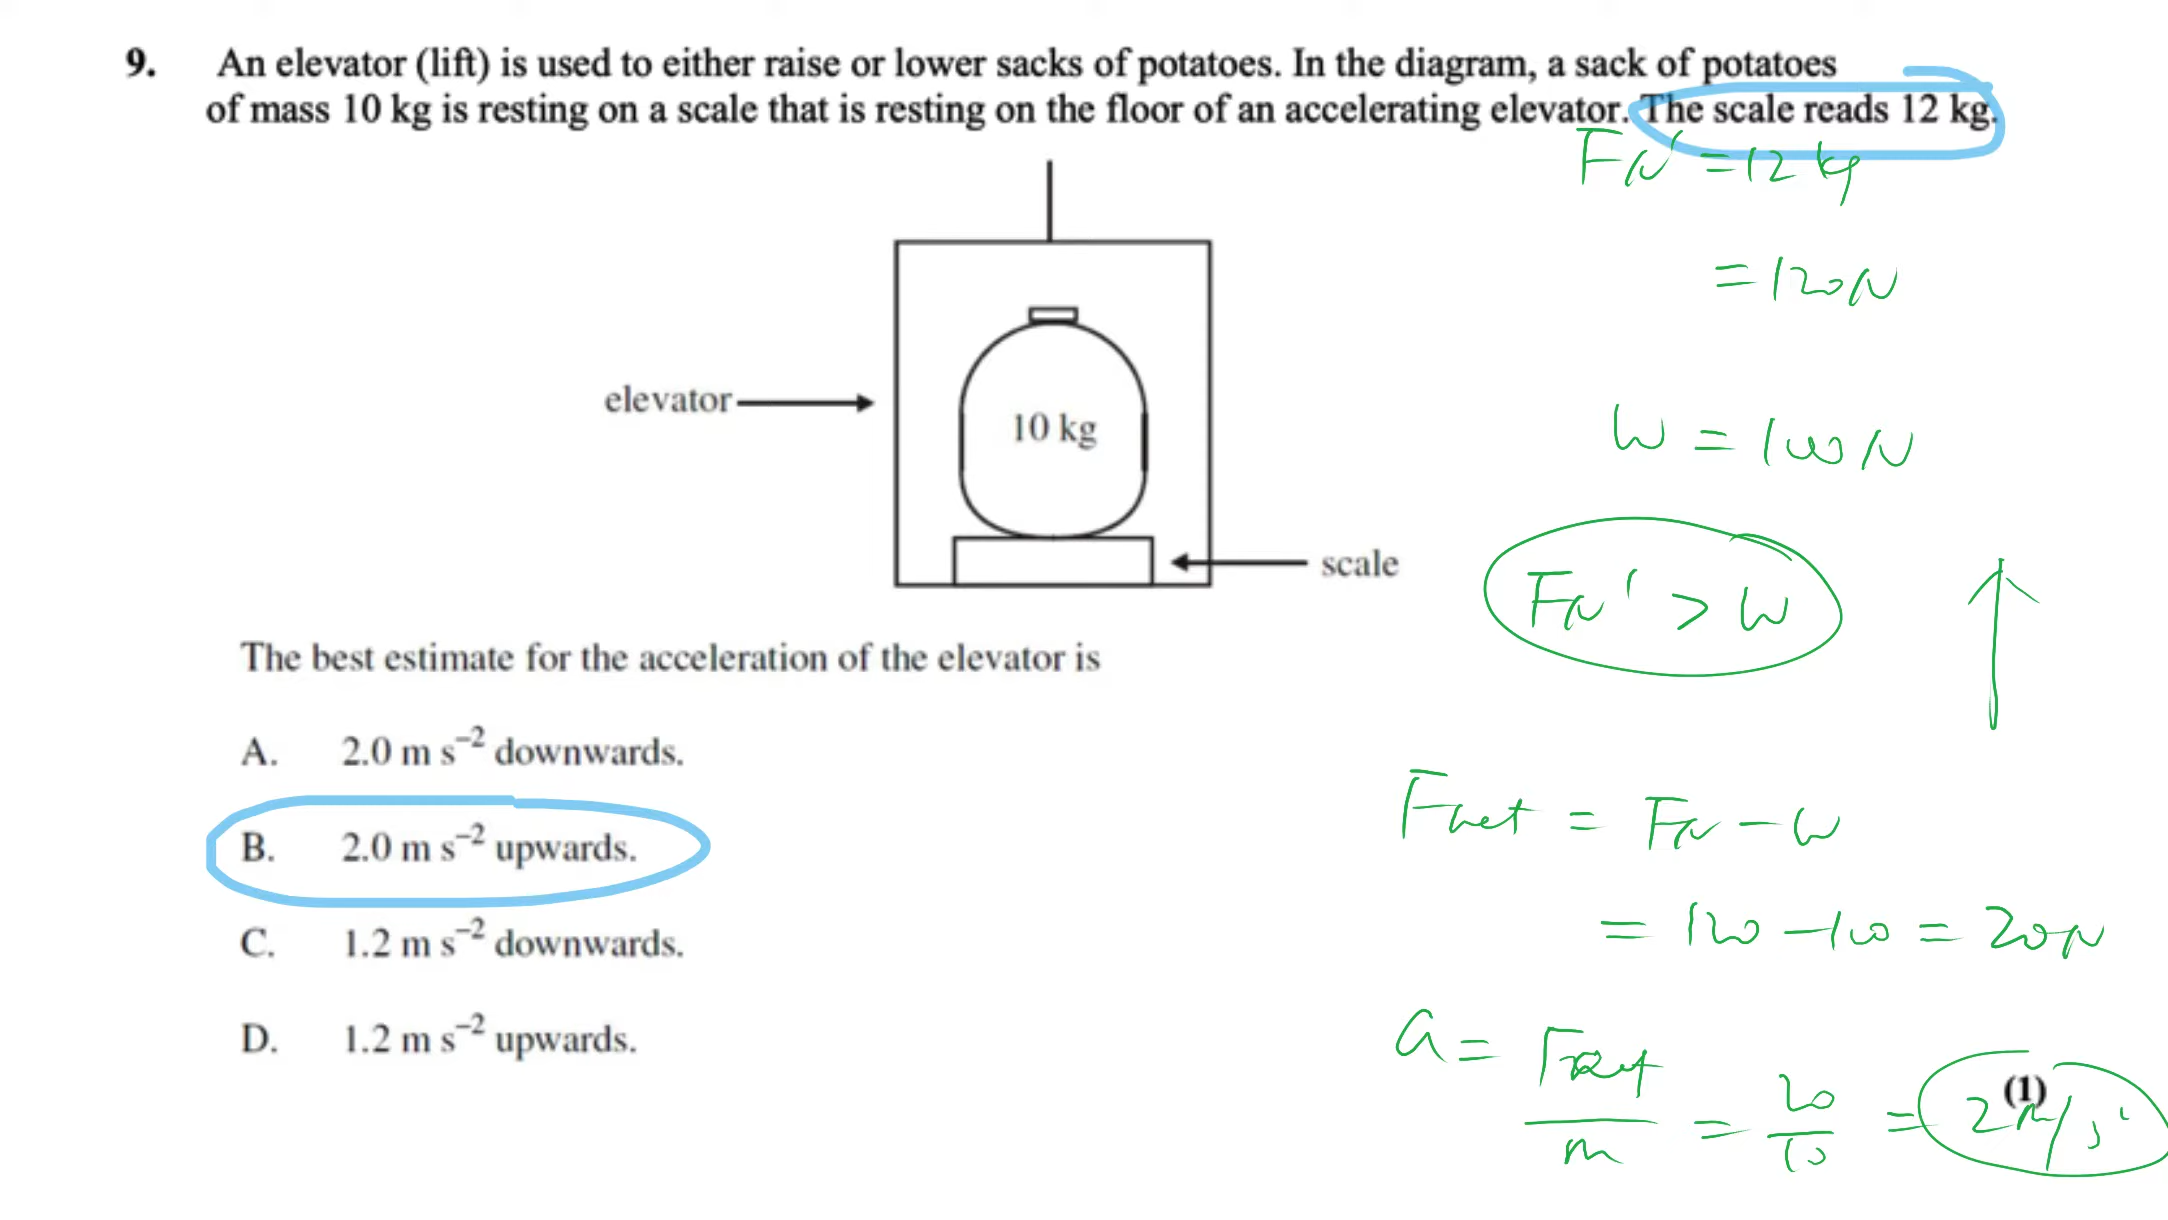 9. An elevator (lift) is used to either raise or lower sacks of potatoes. In the diagram, a sack of potatoes
of mass 10 kg is resting on a scale that is resting on the floor of an accelerating elevator. The scale reads 12 kg.
FN' = 12 kg
= 120N
W = 100N
elevator
10 kg
scale
FN' > W
The best estimate for the acceleration of the elevator is
A. 2.0 m s⁻² downwards.
B. 2.0 m s⁻² upwards.
C. 1.2 m s⁻² downwards.
D. 1.2 m s⁻² upwards.
Fnet = FN - W
= 120 - 100 = 20N
a = Fnet / m = 20 / 10 = 2 m/s²
(1)